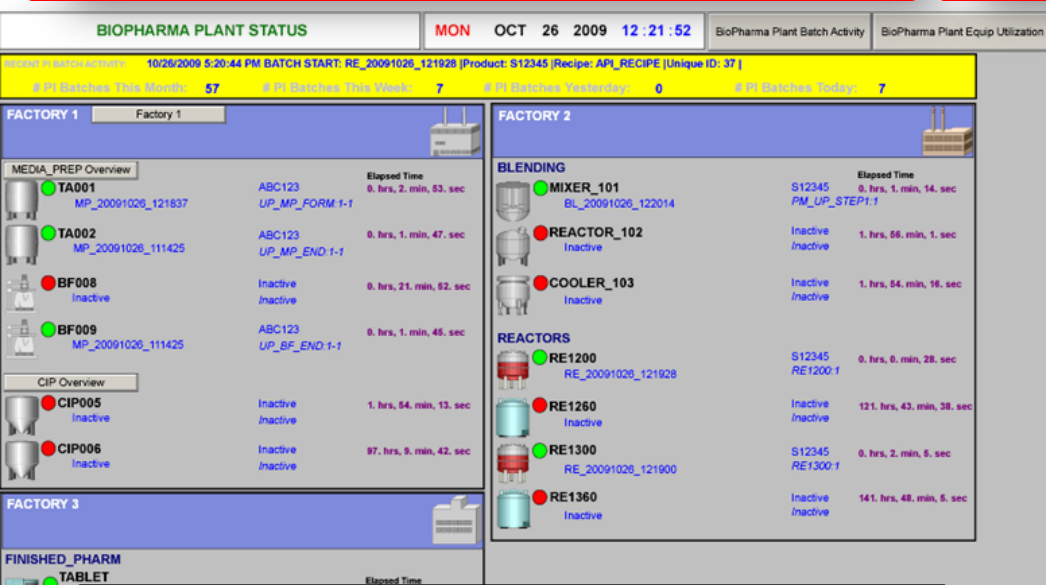 BIOPHARMA PLANT STATUS
MON OCT 26 2009 12:21:52
BioPharma Plant Batch Activity
BioPharma Plant Equip Utilization
RECENT PI BATCH ACTIVITY: 10/26/2009 5:20:44 PM BATCH START: RE_20091026_121928 |Product: S12345 |Recipe: API_RECIPE |Unique ID: 37 |
# PI Batches This Month: 57 # PI Batches This Week: 7 # PI Batches Yesterday: 0 # PI Batches Today: 7
FACTORY 1
Factory 1
MEDIA_PREP Overview
Elapsed Time
TA001 ABC123 0. hrs, 2. min, 53. sec
MP_20091026_121837 UP_MP_FORM:1-1
TA002 ABC123 0. hrs, 1. min, 47. sec
MP_20091026_111425 UP_MP_END:1-1
BF008 Inactive 0. hrs, 21. min, 52. sec
Inactive Inactive
BF009 ABC123 0. hrs, 1. min, 45. sec
MP_20091026_111425 UP_BF_END:1-1
CIP Overview
CIP005 Inactive 1. hrs, 54. min, 13. sec
Inactive Inactive
CIP006 Inactive 97. hrs, 9. min, 42. sec
Inactive Inactive
FACTORY 2
BLENDING
Elapsed Time
MIXER_101 S12345 0. hrs, 1. min, 14. sec
BL_20091026_122014 PM_UP_STEP1:1
REACTOR_102 Inactive 1. hrs, 56. min, 1. sec
Inactive Inactive
COOLER_103 Inactive 1. hrs, 54. min, 16. sec
Inactive Inactive
REACTORS
RE1200 S12345 0. hrs, 0. min, 28. sec
RE_20091026_121928 RE1200:1
RE1260 Inactive 121. hrs, 43. min, 38. sec
Inactive Inactive
RE1300 S12345 0. hrs, 2. min, 5. sec
RE_20091026_121900 RE1300:1
RE1360 Inactive 141. hrs, 48. min, 5. sec
Inactive Inactive
FACTORY 3
FINISHED_PHARM
TABLET Elapsed Time